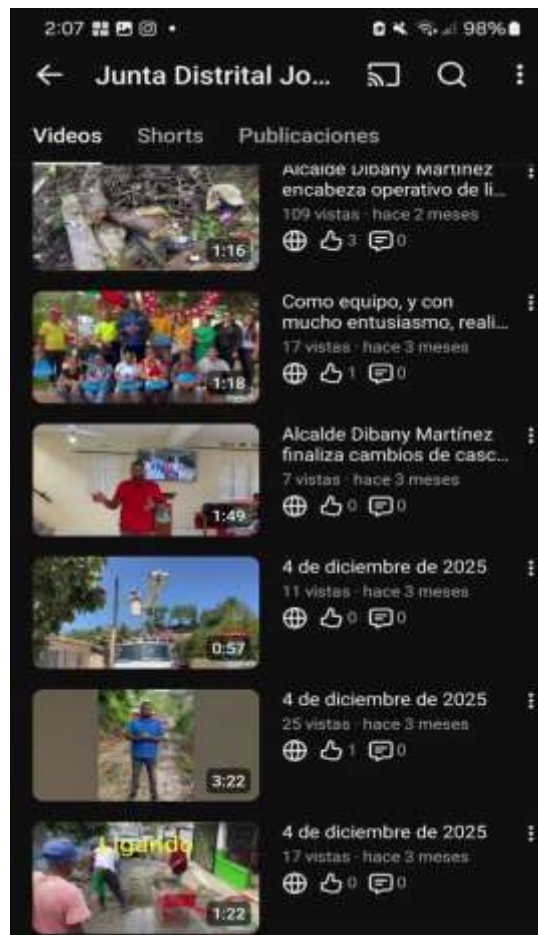 2:07
98%
Junta Distrital Jo...
Videos Shorts Publicaciones
Alcalde Dibany Martínez
encabeza operativo de li...
109 vistas · hace 2 meses
3 0
1:16
Como equipo, y con
mucho entusiasmo, reali...
17 vistas · hace 3 meses
1 0
1:18
Alcalde Dibany Martínez
finaliza cambios de casc...
7 vistas · hace 3 meses
0 0
1:49
4 de diciembre de 2025
11 vistas · hace 3 meses
0 0
0:57
4 de diciembre de 2025
25 vistas · hace 3 meses
1 0
3:22
4 de diciembre de 2025
17 vistas · hace 3 meses
0 0
Ligando
1:22